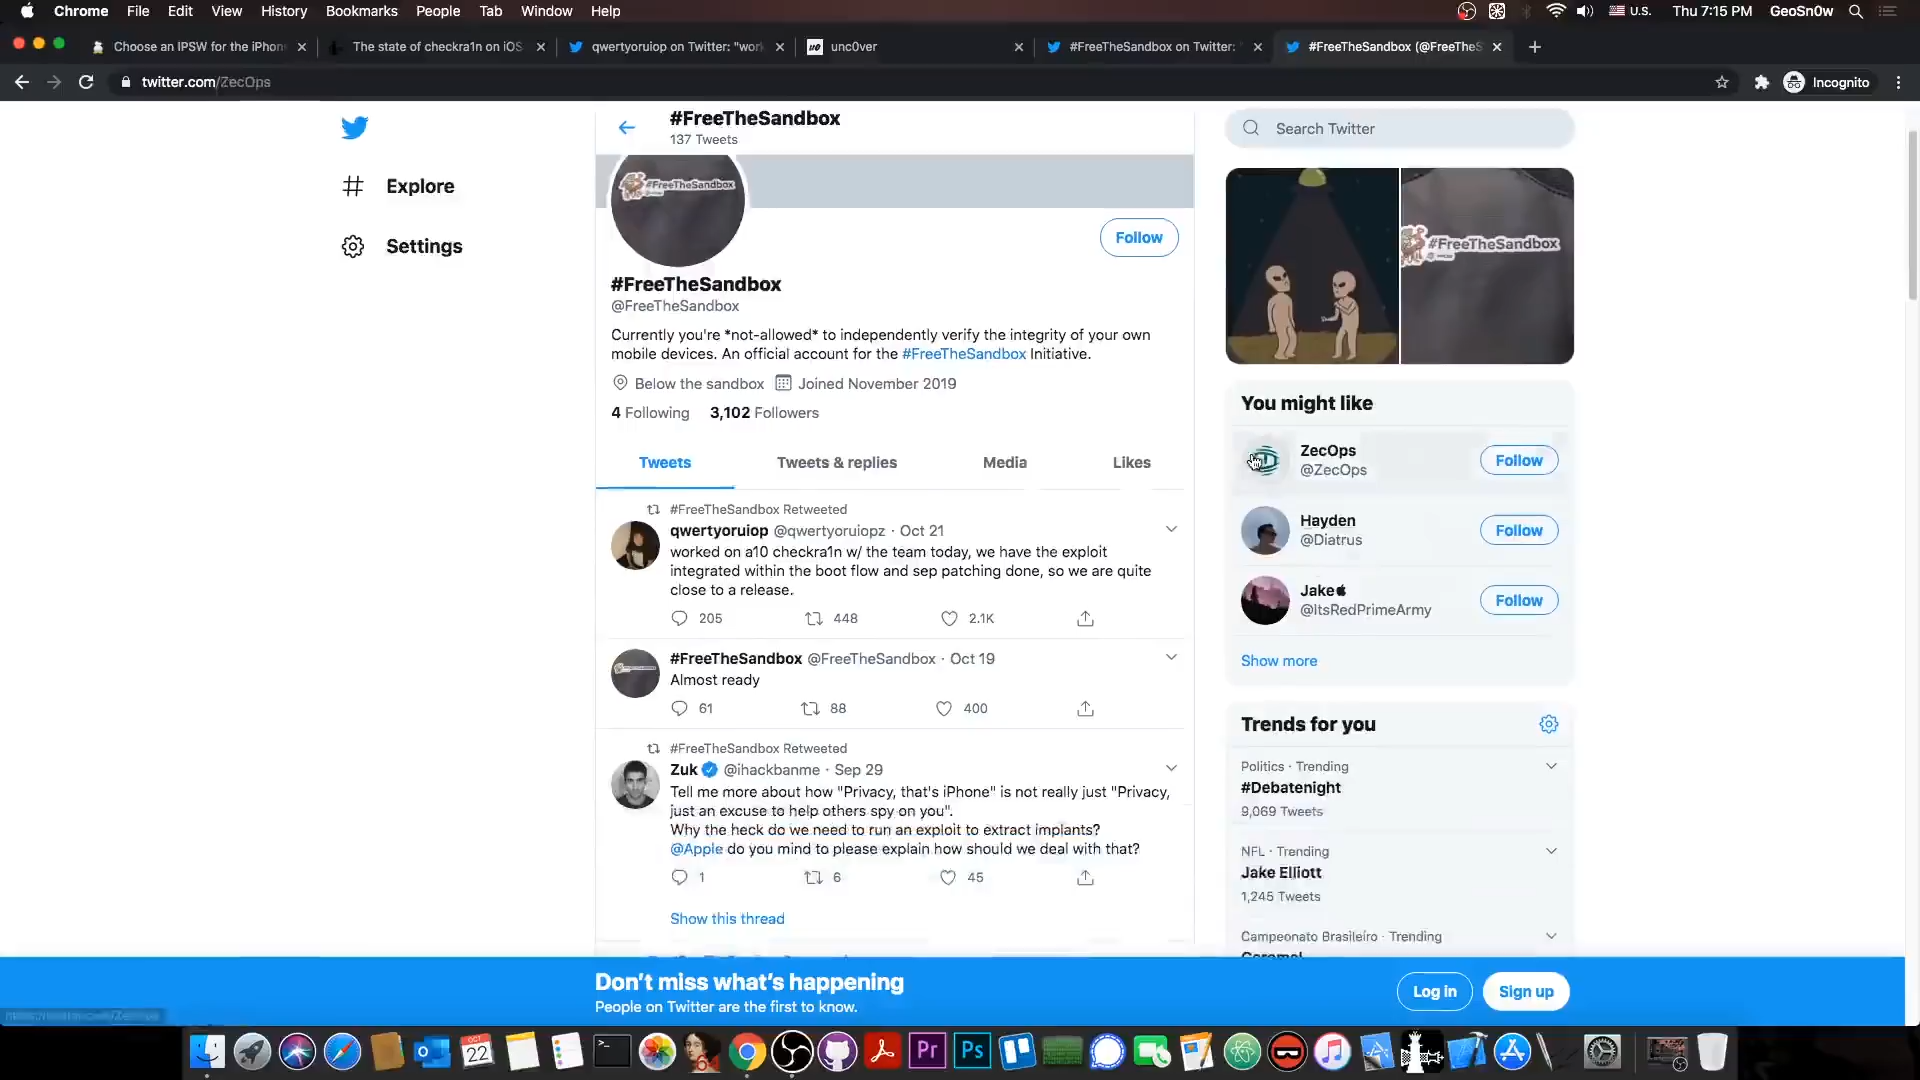 Chrome File Edit View History Bookmarks People Tab Window Help U.S. Thu 7:15 PM GeoSn0w
Choose an IPSW for the iPhon The state of checkra1n on iOS qwertyoruiop on Twitter: "work unc0ver #FreeTheSandbox on Twitter: #FreeTheSandbox (@FreeTheS
twitter.com/ZecOps Incognito
#FreeTheSandbox
137 Tweets
Search Twitter
Explore
Settings
#FreeTheSandbox
#FreeTheSandbox
Follow
#FreeTheSandbox
@FreeTheSandbox
Currently you're *not-allowed* to independently verify the integrity of your own
mobile devices. An official account for the #FreeTheSandbox Initiative.
Below the sandbox Joined November 2019
4 Following 3,102 Followers
Tweets Tweets & replies Media Likes
#FreeTheSandbox Retweeted
qwertyoruiop @qwertyoruiopz · Oct 21
worked on a10 checkra1n w/ the team today, we have the exploit
integrated within the boot flow and sep patching done, so we are quite
close to a release.
205 448 2.1K
#FreeTheSandbox @FreeTheSandbox · Oct 19
Almost ready
61 88 400
#FreeTheSandbox Retweeted
Zuk @ihackbanme · Sep 29
Tell me more about how "Privacy, that's iPhone" is not really just "Privacy,
just an excuse to help others spy on you".
Why the heck do we need to run an exploit to extract implants?
@Apple do you mind to please explain how should we deal with that?
1 6 45
Show this thread
You might like
ZecOps
@ZecOps
Follow
Hayden
@Diatrus
Follow
Jake
@ItsRedPrimeArmy
Follow
Show more
Trends for you
Politics · Trending
#Debatenight
9,069 Tweets
NFL · Trending
Jake Elliott
1,245 Tweets
Campeonato Brasileiro · Trending
Don't miss what's happening
People on Twitter are the first to know.
Log in Sign up
OCT
22
Pr Ps